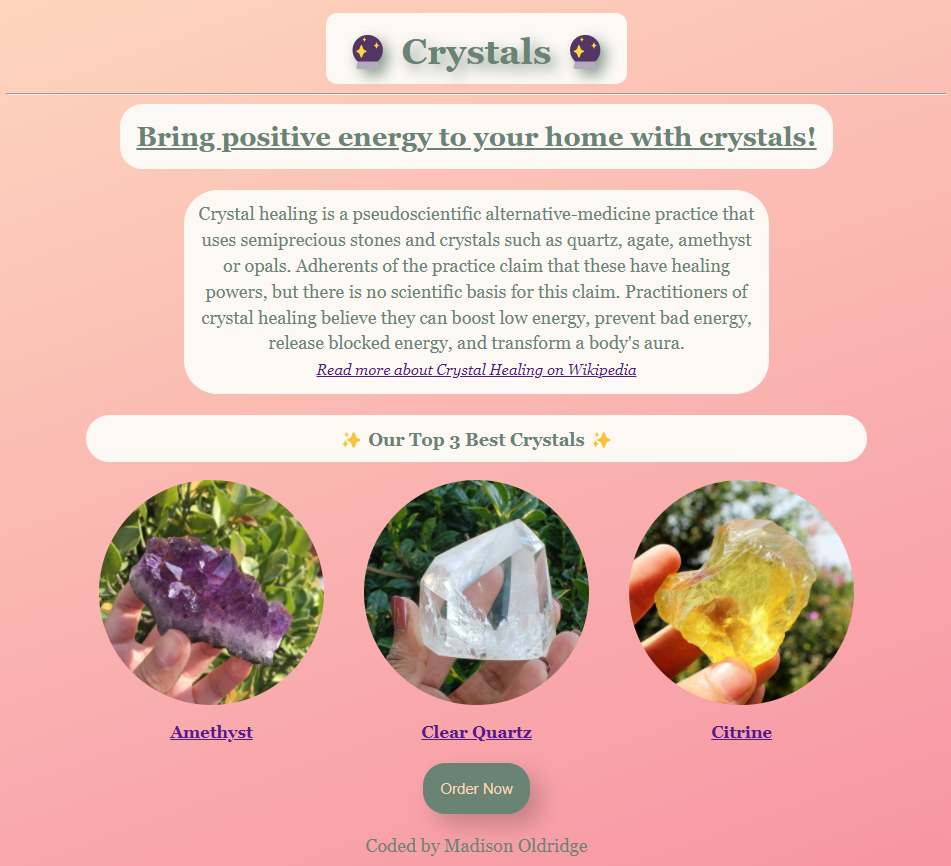 🔮 Crystals 🔮
Bring positive energy to your home with crystals!
Crystal healing is a pseudoscientific alternative-medicine practice that
uses semiprecious stones and crystals such as quartz, agate, amethyst
or opals. Adherents of the practice claim that these have healing
powers, but there is no scientific basis for this claim. Practitioners of
crystal healing believe they can boost low energy, prevent bad energy,
release blocked energy, and transform a body's aura.
Read more about Crystal Healing on Wikipedia
✨ Our Top 3 Best Crystals ✨
Amethyst
Clear Quartz
Citrine
Order Now
Coded by Madison Oldridge